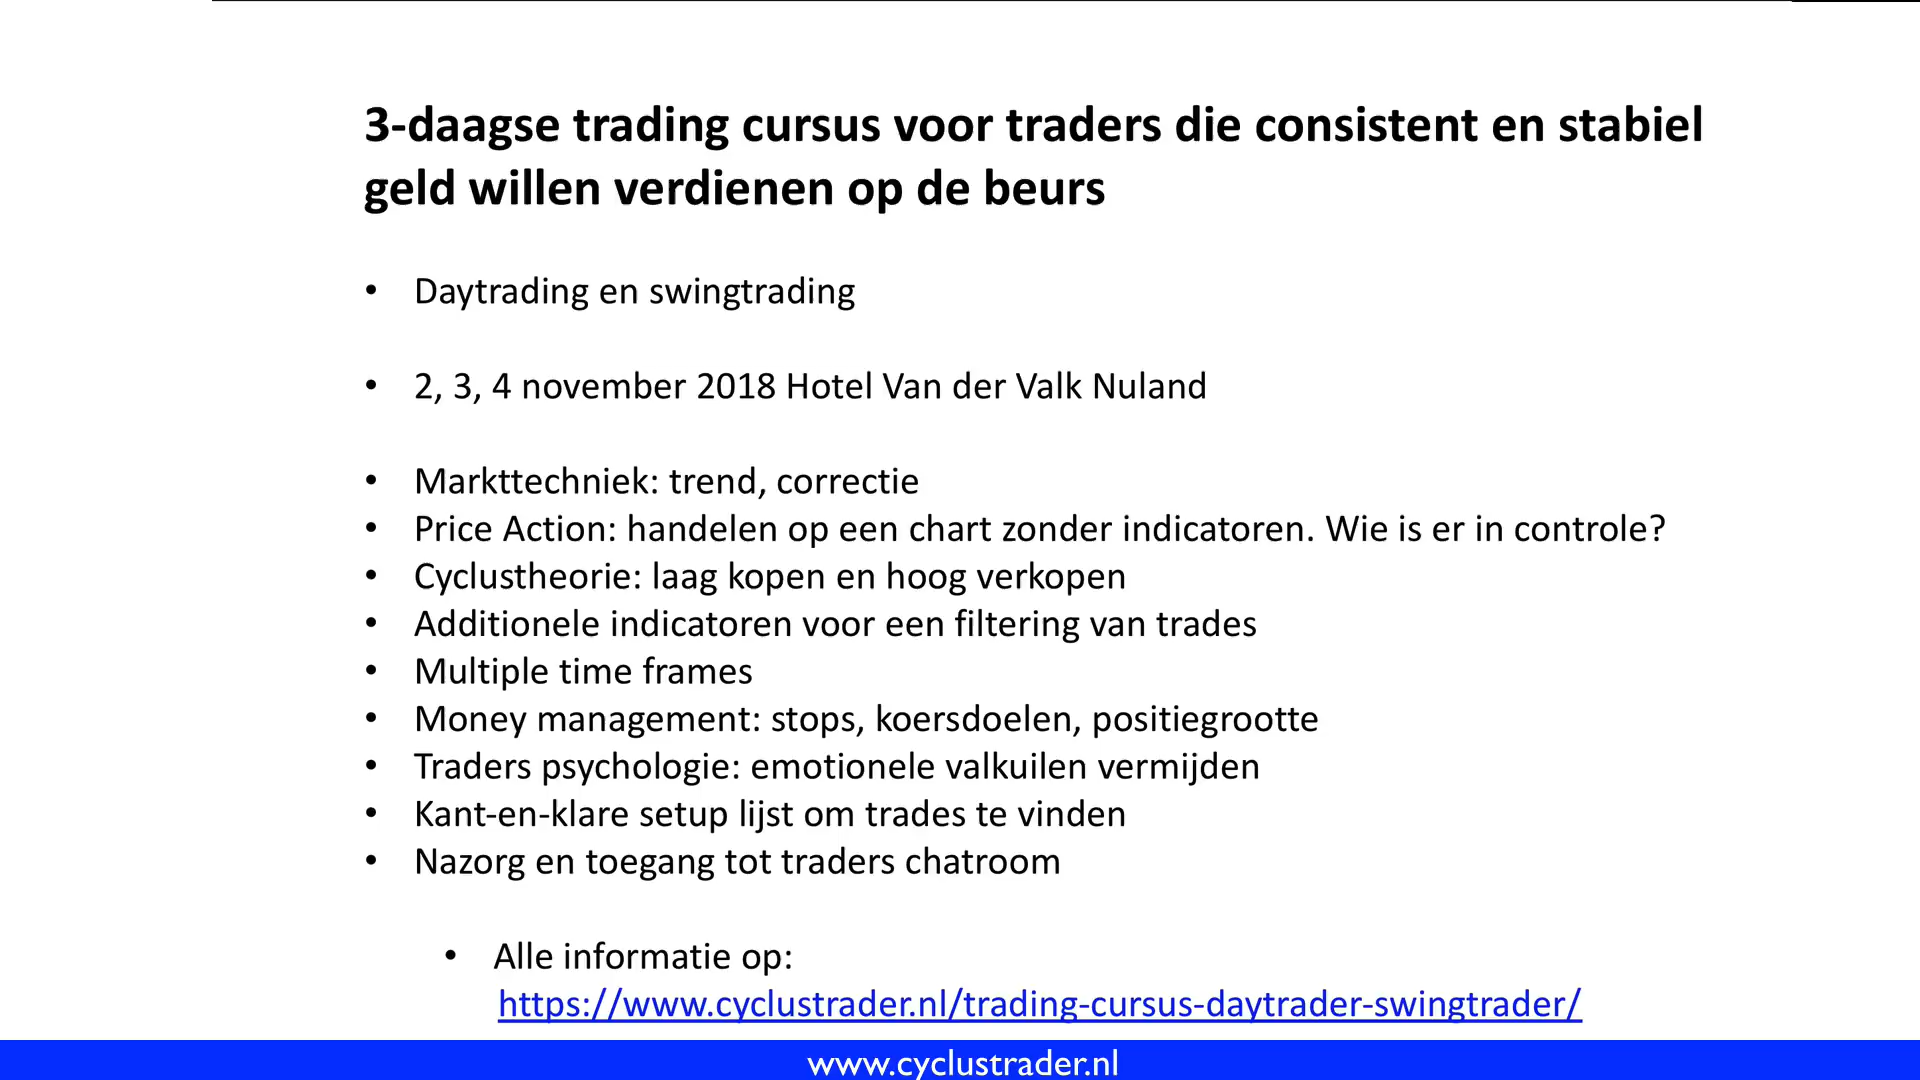 3-daagse trading cursus voor traders die consistent en stabiel
geld willen verdienen op de beurs
• Daytrading en swingtrading
• 2, 3, 4 november 2018 Hotel Van der Valk Nuland
• Markttechniek: trend, correctie
• Price Action: handelen op een chart zonder indicatoren. Wie is er in controle?
• Cyclustheorie: laag kopen en hoog verkopen
• Additionele indicatoren voor een filtering van trades
• Multiple time frames
• Money management: stops, koersdoelen, positiegrootte
• Traders psychologie: emotionele valkuilen vermijden
• Kant-en-klare setup lijst om trades te vinden
• Nazorg en toegang tot traders chatroom
• Alle informatie op:
https://www.cyclustrader.nl/trading-cursus-daytrader-swingtrader/
www.cyclustrader.nl